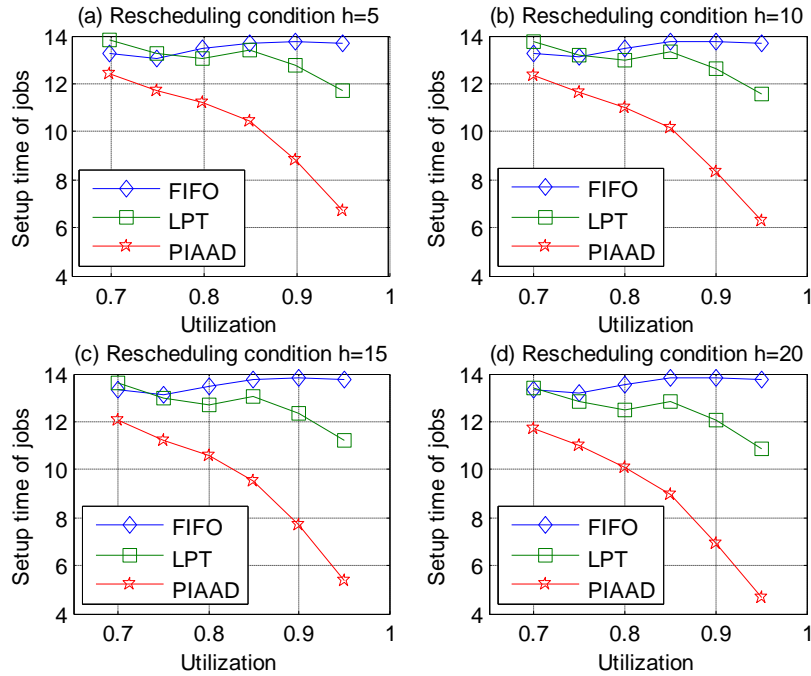 (a) Rescheduling condition h=5
14
12
10
8
6
4
Setup time of jobs
FIFO
LPT
PIAAD
0.7
0.8
0.9
1
Utilization
(b) Rescheduling condition h=10
14
12
10
8
6
4
Setup time of jobs
FIFO
LPT
PIAAD
0.7
0.8
0.9
1
Utilization
(c) Rescheduling condition h=15
14
12
10
8
6
4
Setup time of jobs
FIFO
LPT
PIAAD
0.7
0.8
0.9
1
Utilization
(d) Rescheduling condition h=20
14
12
10
8
6
4
Setup time of jobs
FIFO
LPT
PIAAD
0.7
0.8
0.9
1
Utilization